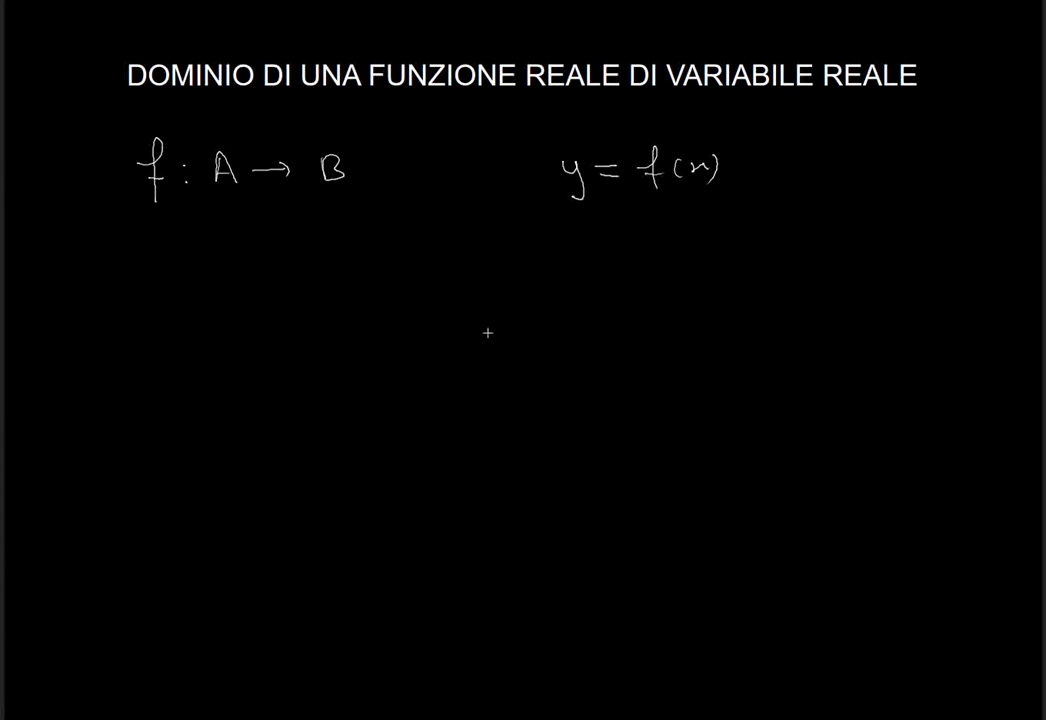 DOMINIO DI UNA FUNZIONE REALE DI VARIABILE REALE
f : A → B y = f(x)